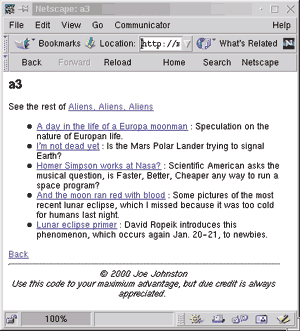 Netscape: a3
File Edit View Go Communicator Help
Bookmarks Location: http://s What's Related
Back Forward Reload Home Search Netscape
a3
See the rest of Aliens, Aliens, Aliens
A day in the life of a Europa moonman : Speculation on
the nature of Europan life.
I'm not dead yet : Is the Mars Polar Lander trying to signal
Earth?
Homer Simpson works at Nasa? : Scientific American asks the
musical question, is Faster, Better, Cheaper any way to run a
space program?
And the moon ran red with blood : Some pictures of the most
recent lunar eclipse, which I missed because it was too cold
for humans last night.
Lunar eclipse primer : David Ropeik introduces this
phenomenon, which occurs again Jan. 20-21, to newbies.
Back
© 2000 Joe Johnston
Use this code to your maximium advantage, but due credit is always
appreciated.
100%